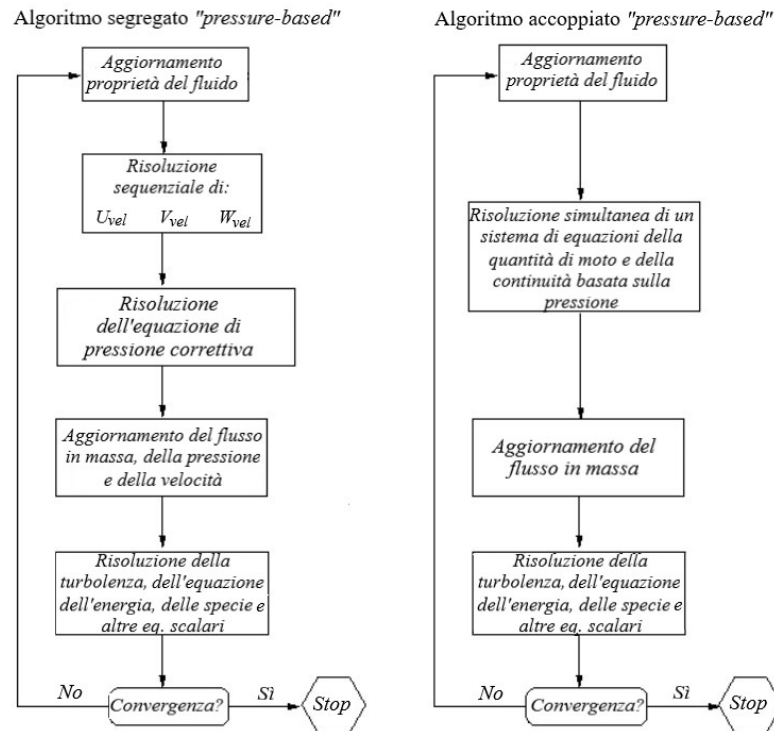 Algoritmo segregato "pressure-based"
Aggiornamento
proprietà del fluido
Risoluzione
sequenziale di:
Uvel Vvel Wvel
Risoluzione
dell'equazione di
pressione correttiva
Aggiornamento del flusso
in massa, della pressione
e della velocità
Risoluzione della
turbolenza, dell'equazione
dell'energia, delle specie e
altre eq. scalari
No
Convergenza?
Sì
Stop
Algoritmo accoppiato "pressure-based"
Aggiornamento
proprietà del fluido
Risoluzione simultanea di un
sistema di equazioni della
quantità di moto e della
continuità basata sulla
pressione
Aggiornamento del
flusso in massa
Risoluzione della
turbolenza, dell'equazione
dell'energia, delle specie e
altre eq. scalari
No
Convergenza?
Sì
Stop